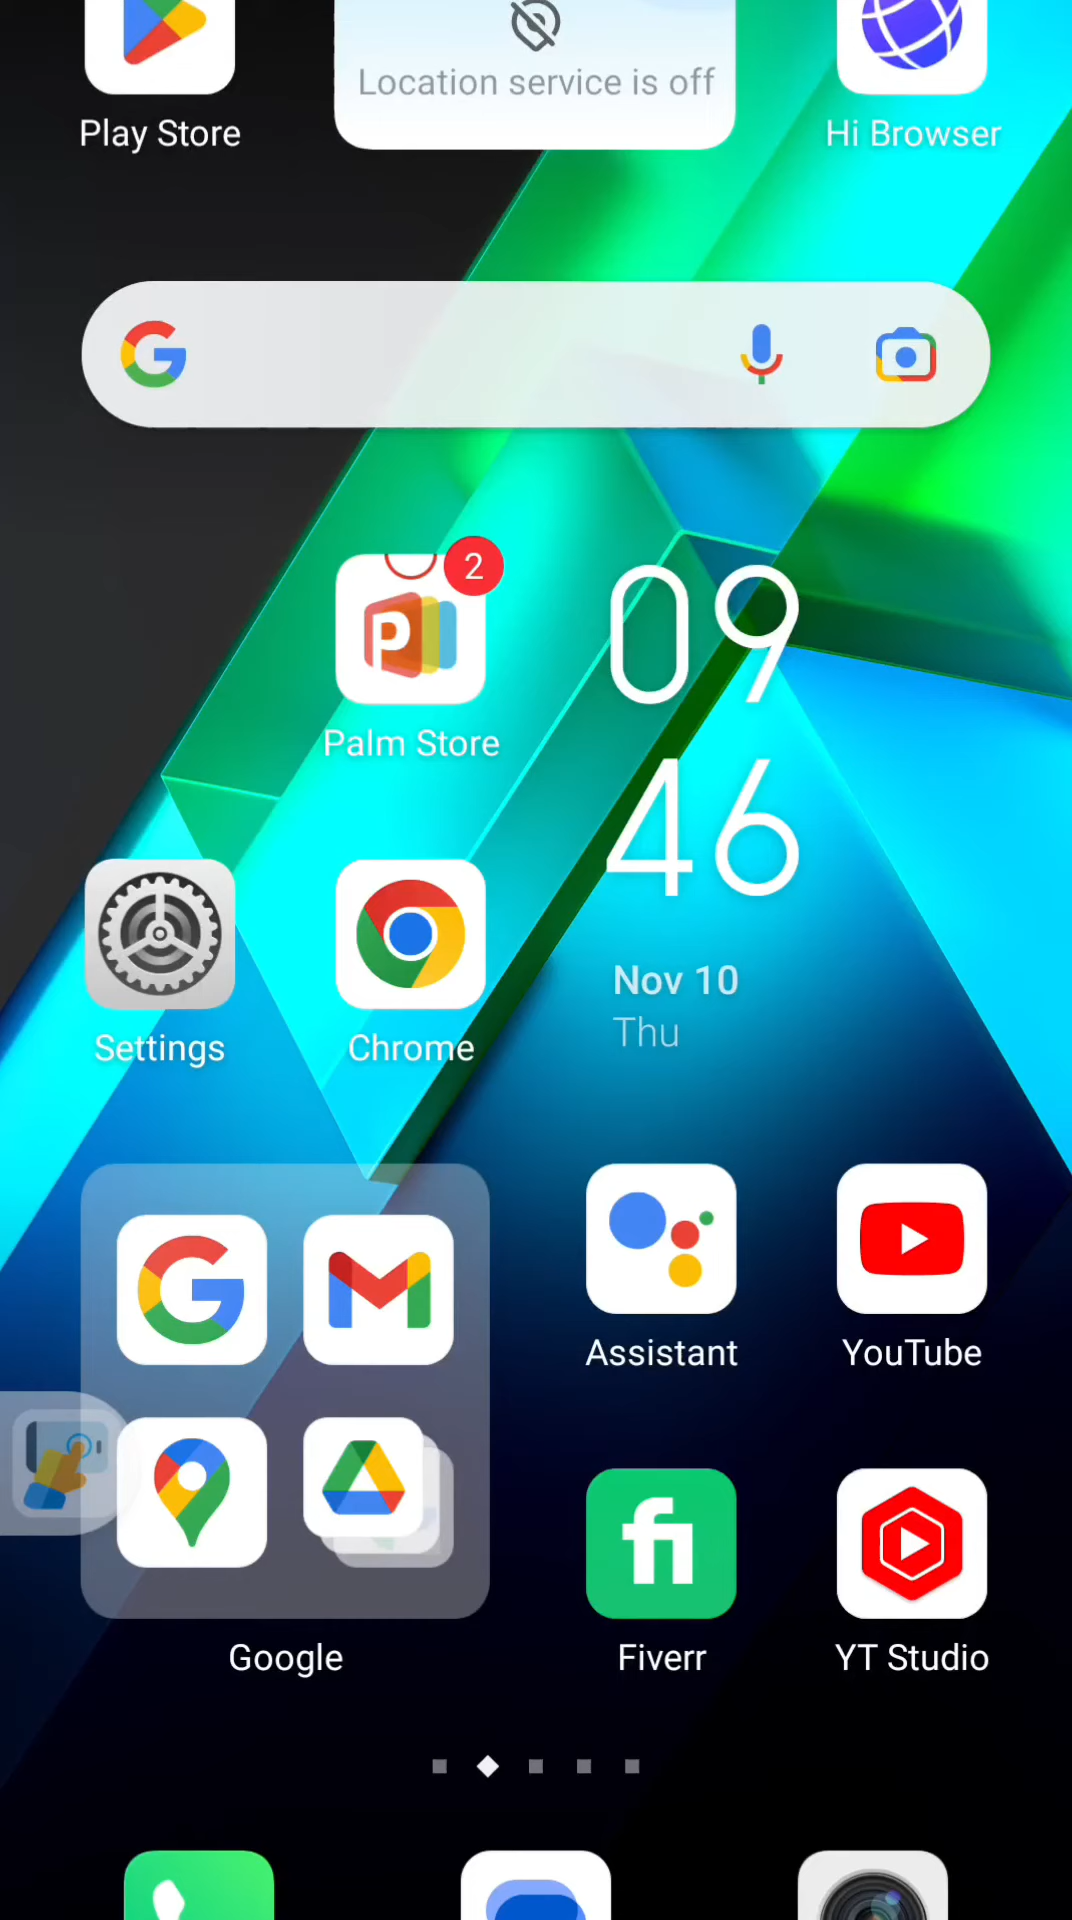 Location service is off
Play Store
Hi Browser
2
09
46
Palm Store
Nov 10
Thu
Settings
Chrome
Assistant
YouTube
fi
Google
Fiverr
YT Studio